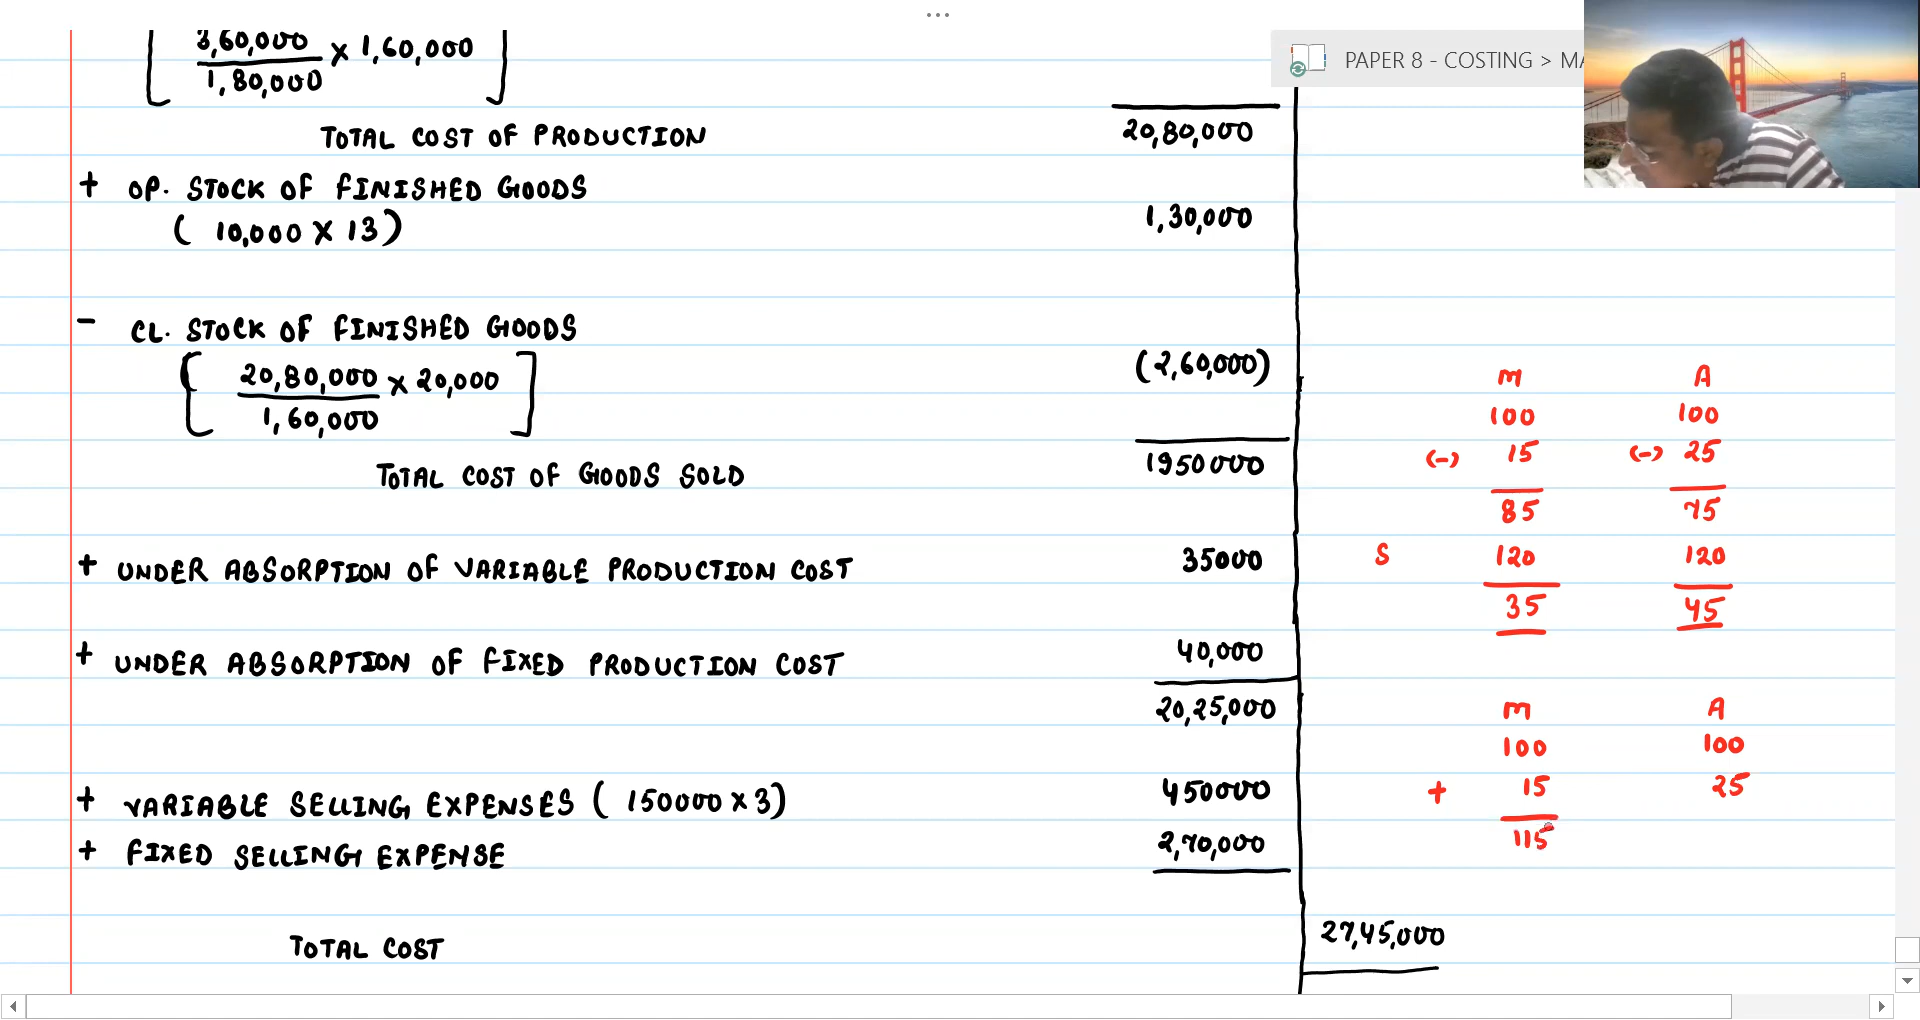 ...
3,60,000
× 1,60,000
1,80,000
PAPER 8 - COSTING > MA
TOTAL COST OF PRODUCTION 20,80,000
+ OP. STOCK OF FINISHED GOODS
( 10,000 × 13 ) 1,30,000
- CL. STOCK OF FINISHED GOODS
[ 20,80,000 × 20,000 ] (2,60,000)
1,60,000
TOTAL COST OF GOODS SOLD 1950000
+ UNDER ABSORPTION OF VARIABLE PRODUCTION COST 35000
+ UNDER ABSORPTION OF FIXED PRODUCTION COST 40,000
20,25,000
+ VARIABLE SELLING EXPENSES ( 150000 × 3 ) 450000
+ FIXED SELLING EXPENSE 2,70,000
TOTAL COST 27,45,000
M A
100 100
(-) 15 (-) 25
85 75
S 120 120
35 45
M A
100 100
+ 15 25
115